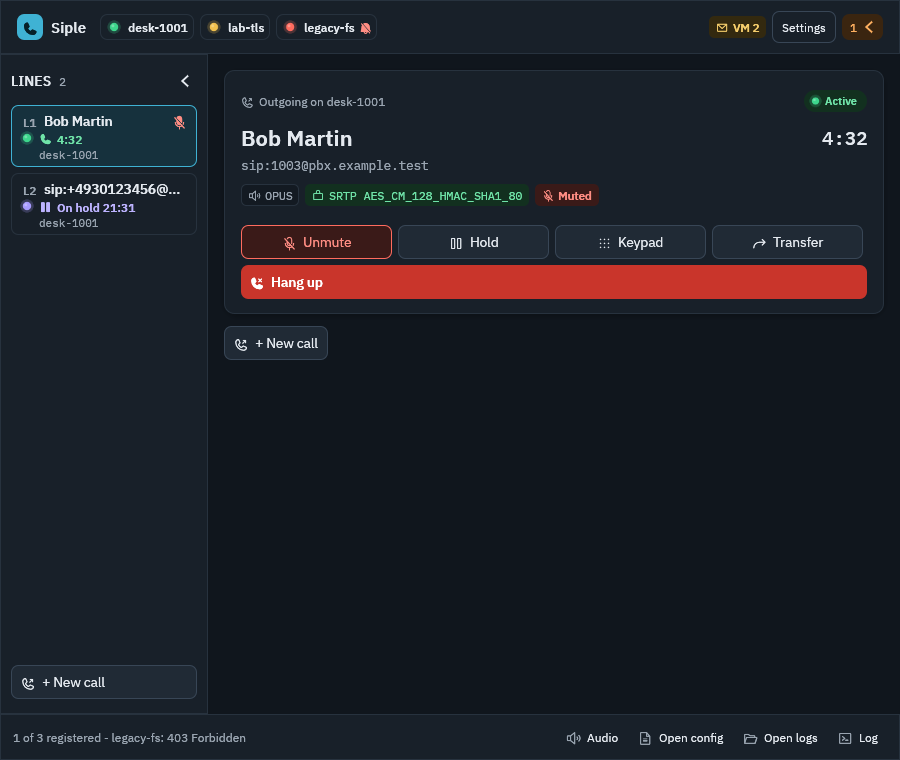 Siple
desk-1001
lab-tls
legacy-fs
VM 2
Settings
1
LINES 2
L1 Bob Martin
4:32
desk-1001
L2 sip:+4930123456@...
On hold 21:31
desk-1001
+ New call
Outgoing on desk-1001
Active
Bob Martin
4:32
sip:1003@pbx.example.test
OPUS
SRTP AES_CM_128_HMAC_SHA1_80
Muted
Unmute
Hold
Keypad
Transfer
Hang up
+ New call
1 of 3 registered - legacy-fs: 403 Forbidden
Audio
Open config
Open logs
Log